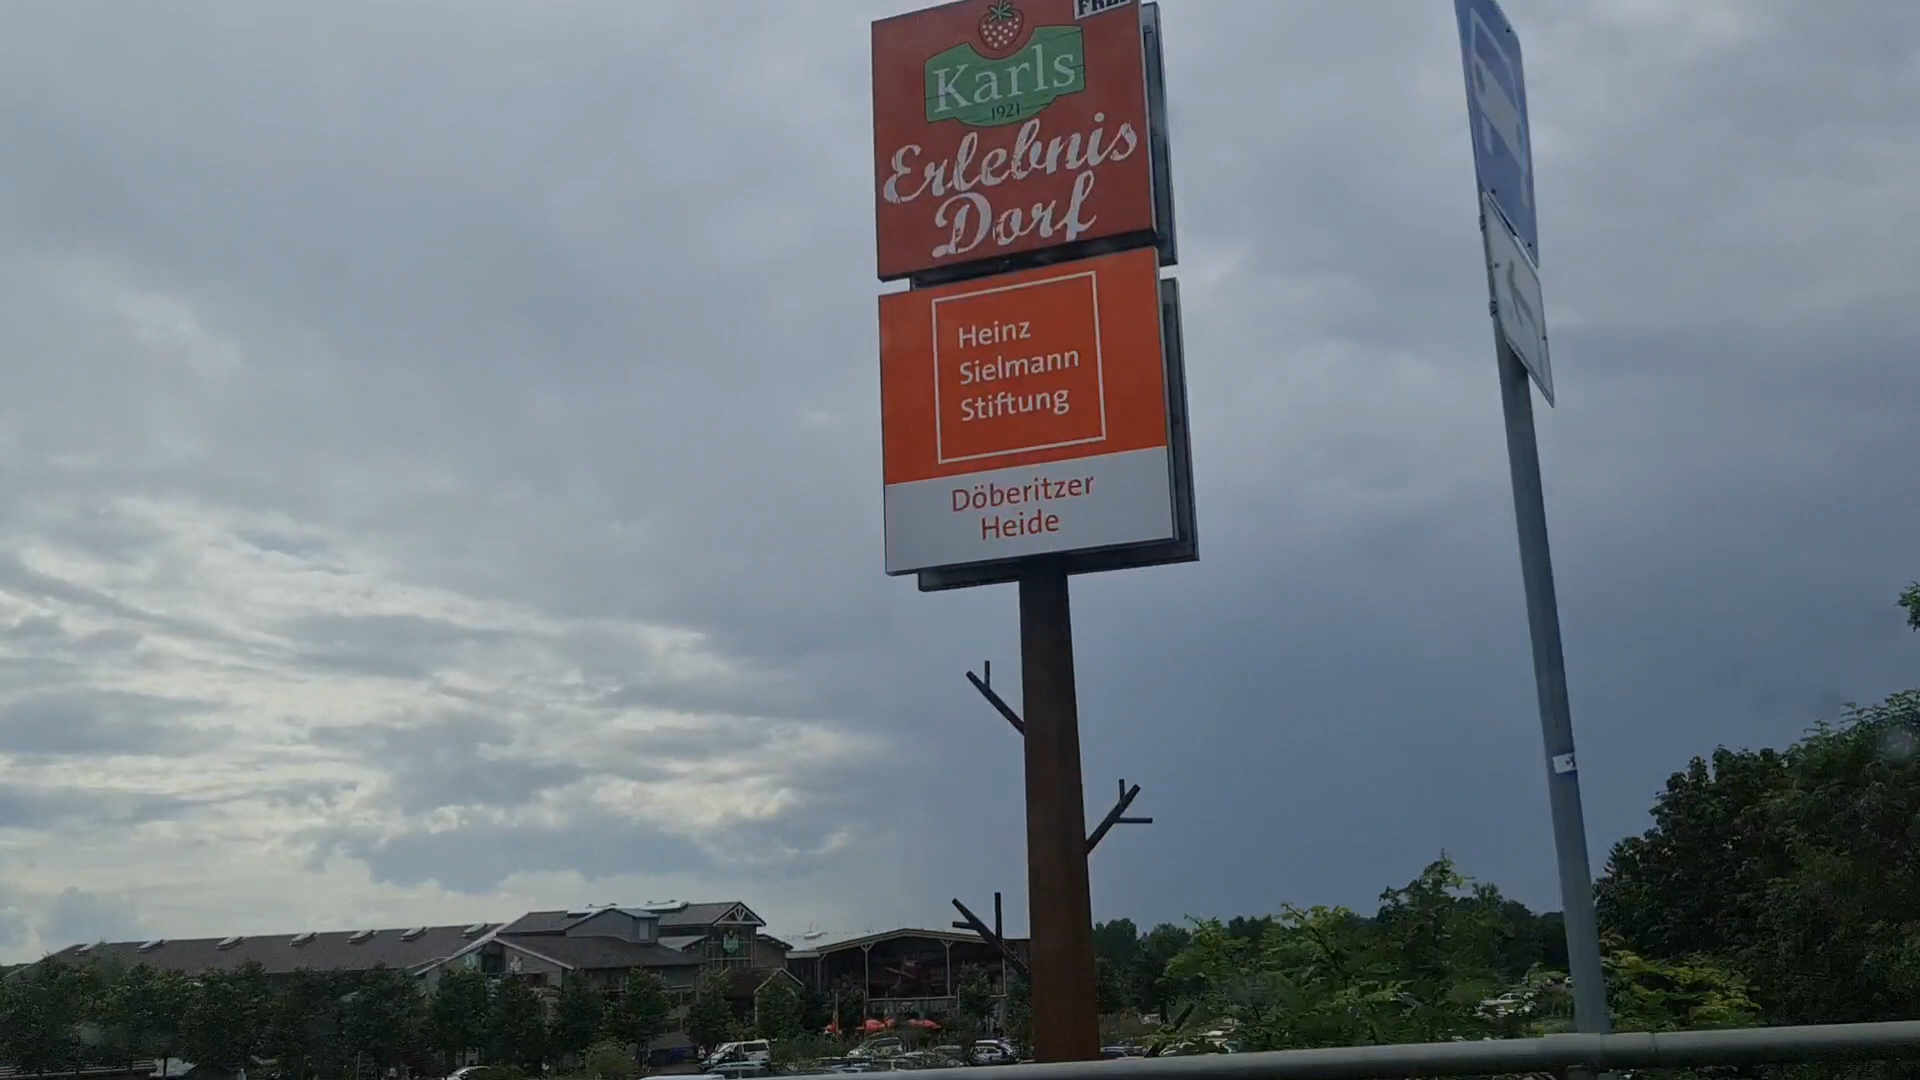 Karls
1921
Erlebnis
Dorf
Heinz
Sielmann
Stiftung
Döberitzer
Heide